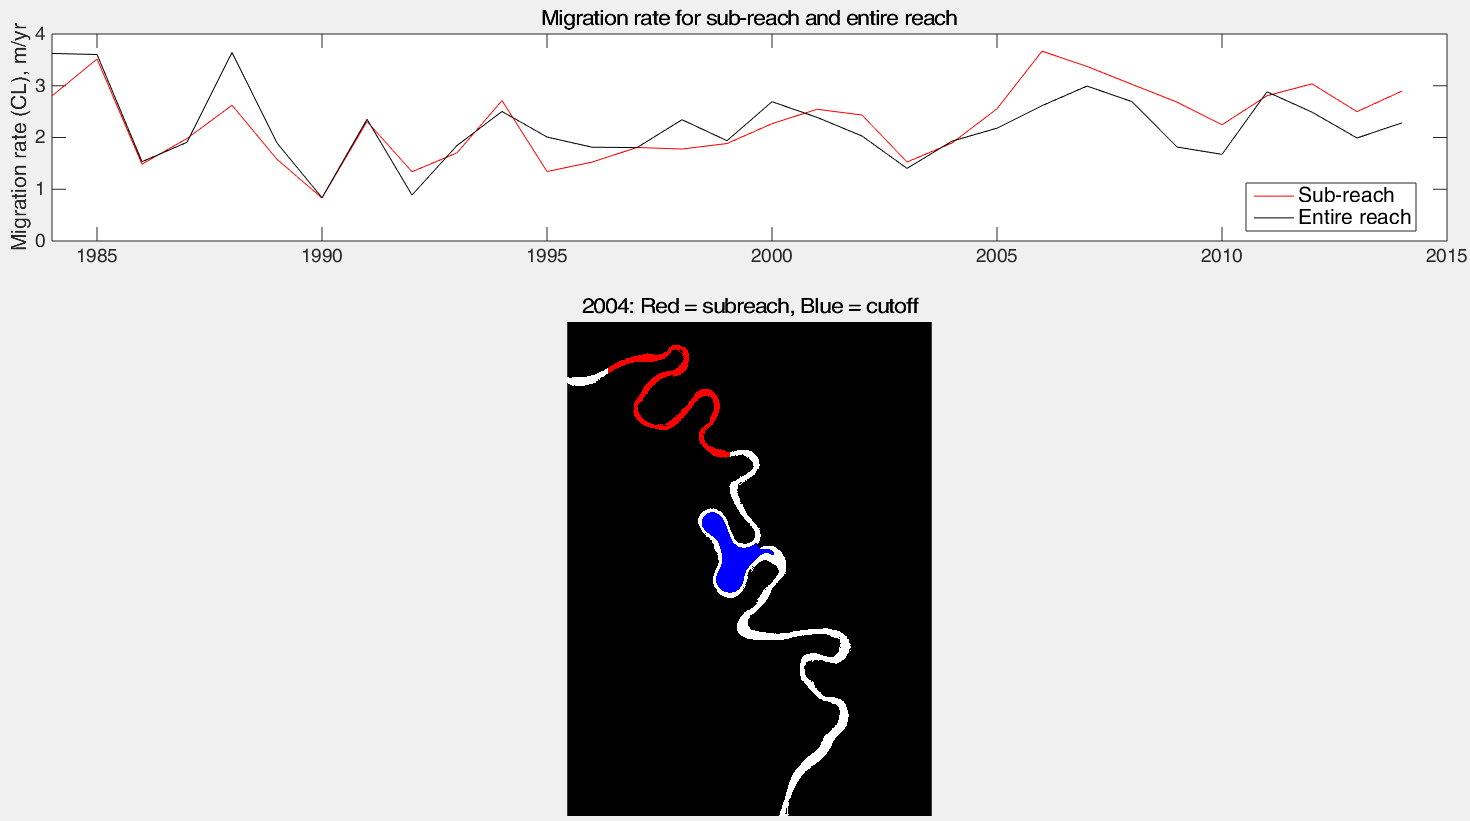 Migration rate for sub-reach and entire reach
Migration rate (CL), m/yr
4
3
2
1
0
1985 1990 1995 2000 2005 2010 2015
Sub-reach
Entire reach
2004: Red = subreach, Blue = cutoff